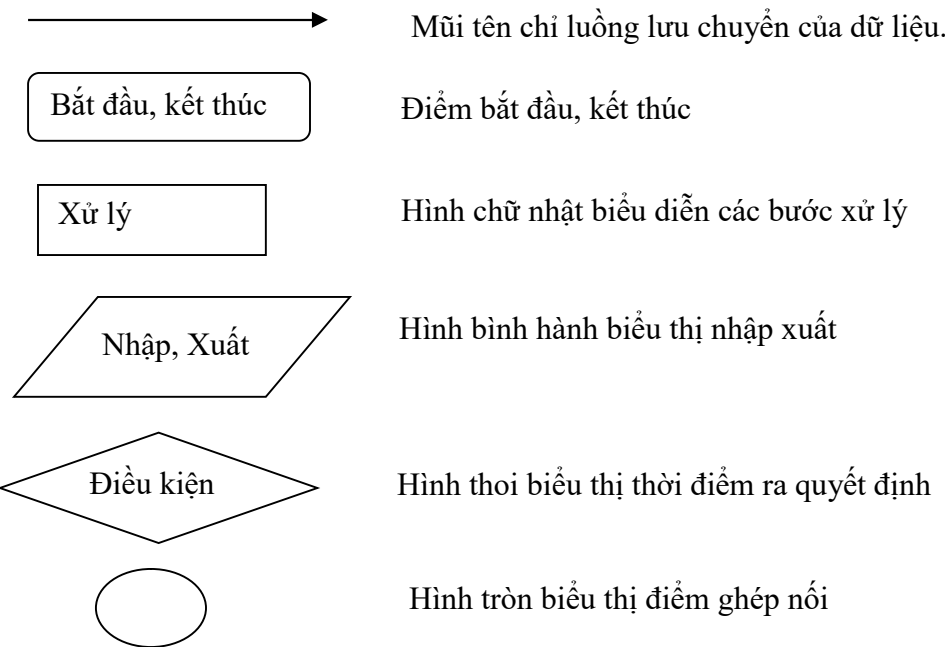 Mũi tên chỉ luồng lưu chuyển của dữ liệu.
Bắt đầu, kết thúc
Điểm bắt đầu, kết thúc
Xử lý
Hình chữ nhật biểu diễn các bước xử lý
Nhập, Xuất
Hình bình hành biểu thị nhập xuất
Điều kiện
Hình thoi biểu thị thời điểm ra quyết định
Hình tròn biểu thị điểm ghép nối